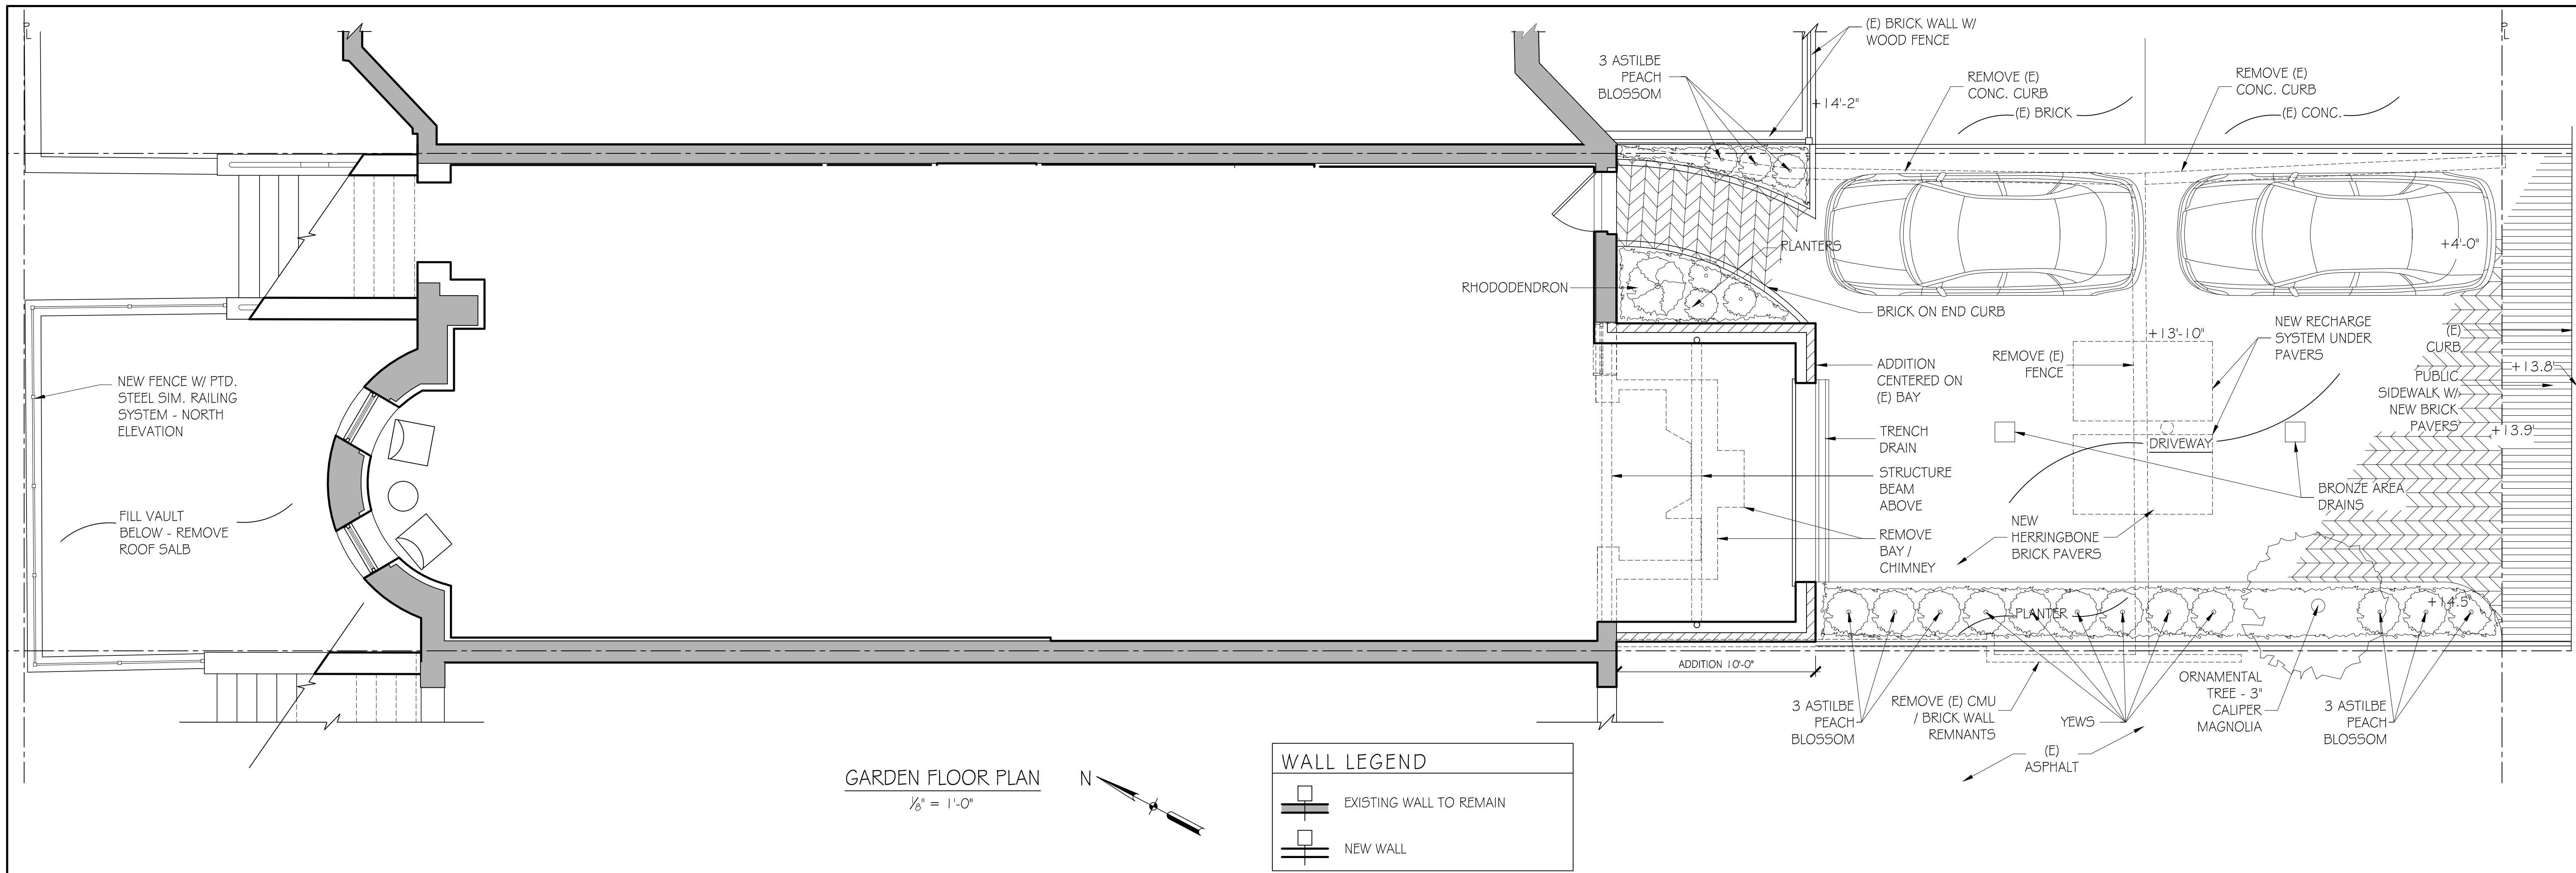 P
L
NEW FENCE W/ PTD.
STEEL SIM. RAILING
SYSTEM - NORTH
ELEVATION
FILL VAULT
BELOW - REMOVE
ROOF SALB
3 ASTILBE
PEACH
BLOSSOM
(E) BRICK WALL W/
WOOD FENCE
+14'-2"
REMOVE (E)
CONC. CURB
(E) BRICK
REMOVE (E)
CONC. CURB
(E) CONC.
P
L
PLANTERS
RHODODENDRON
BRICK ON END CURB
+4'-0"
ADDITION
CENTERED ON
(E) BAY
REMOVE (E)
FENCE
+13'-10"
NEW RECHARGE
SYSTEM UNDER
PAVERS
(E)
CURB
PUBLIC
SIDEWALK W/
NEW BRICK
PAVERS
+13.8'
+13.9'
TRENCH
DRAIN
STRUCTURE
BEAM
ABOVE
REMOVE
BAY /
CHIMNEY
DRIVEWAY
BRONZE AREA
DRAINS
NEW
HERRINGBONE
BRICK PAVERS
PLANTER
+14.5'
ADDITION 10'-0"
3 ASTILBE
PEACH
BLOSSOM
REMOVE (E) CMU
/ BRICK WALL
REMNANTS
YEWS
(E)
ASPHALT
ORNAMENTAL
TREE - 3"
CALIPER
MAGNOLIA
3 ASTILBE
PEACH
BLOSSOM
GARDEN FLOOR PLAN
1/8" = 1'-0"
N
WALL LEGEND
EXISTING WALL TO REMAIN
NEW WALL